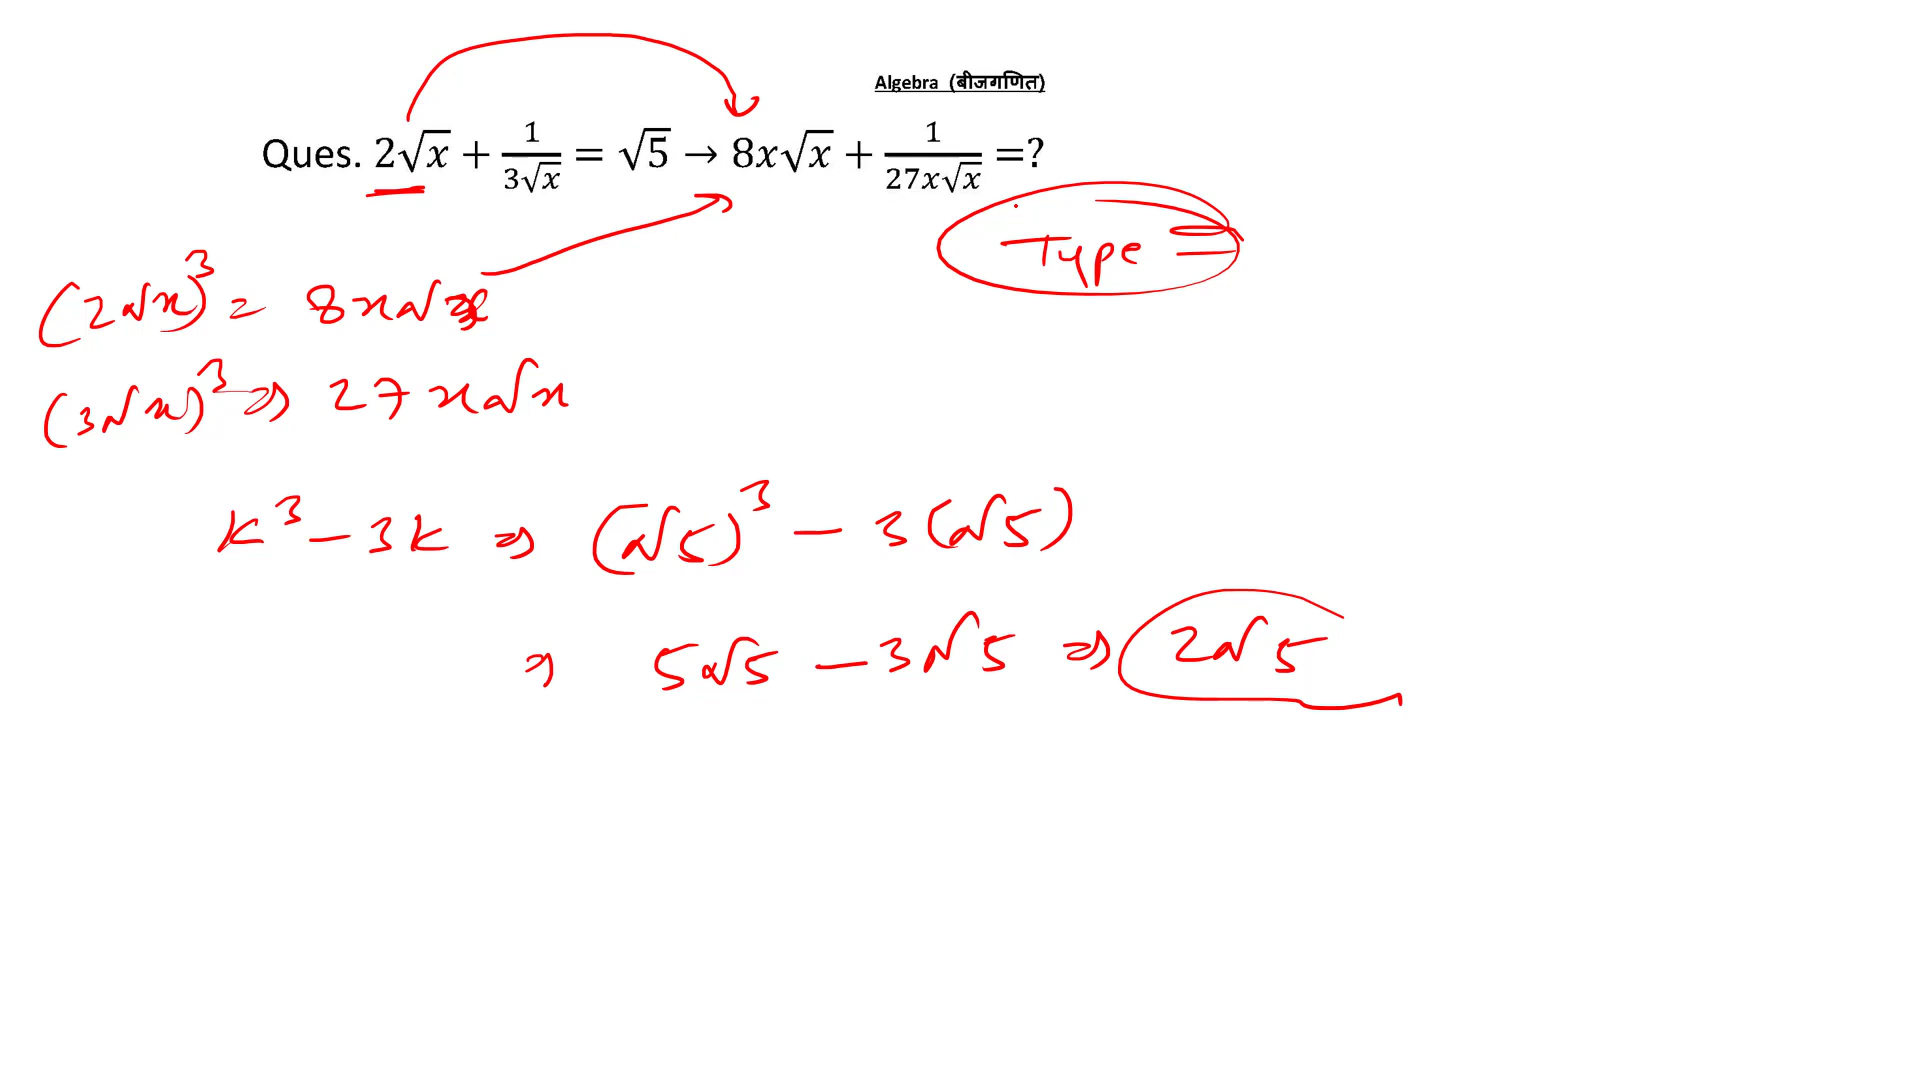 Algebra (बीजगणित)
Ques. 2√x + 1/(3√x) = √5 → 8x√x + 1/(27x√x) =?
Type =
(2√x)³ = 8x√x
(3√x)³ ⇒ 27x√x
k³ - 3k ⇒ (√5)³ - 3(√5)
⇒ 5√5 - 3√5 ⇒ 2√5